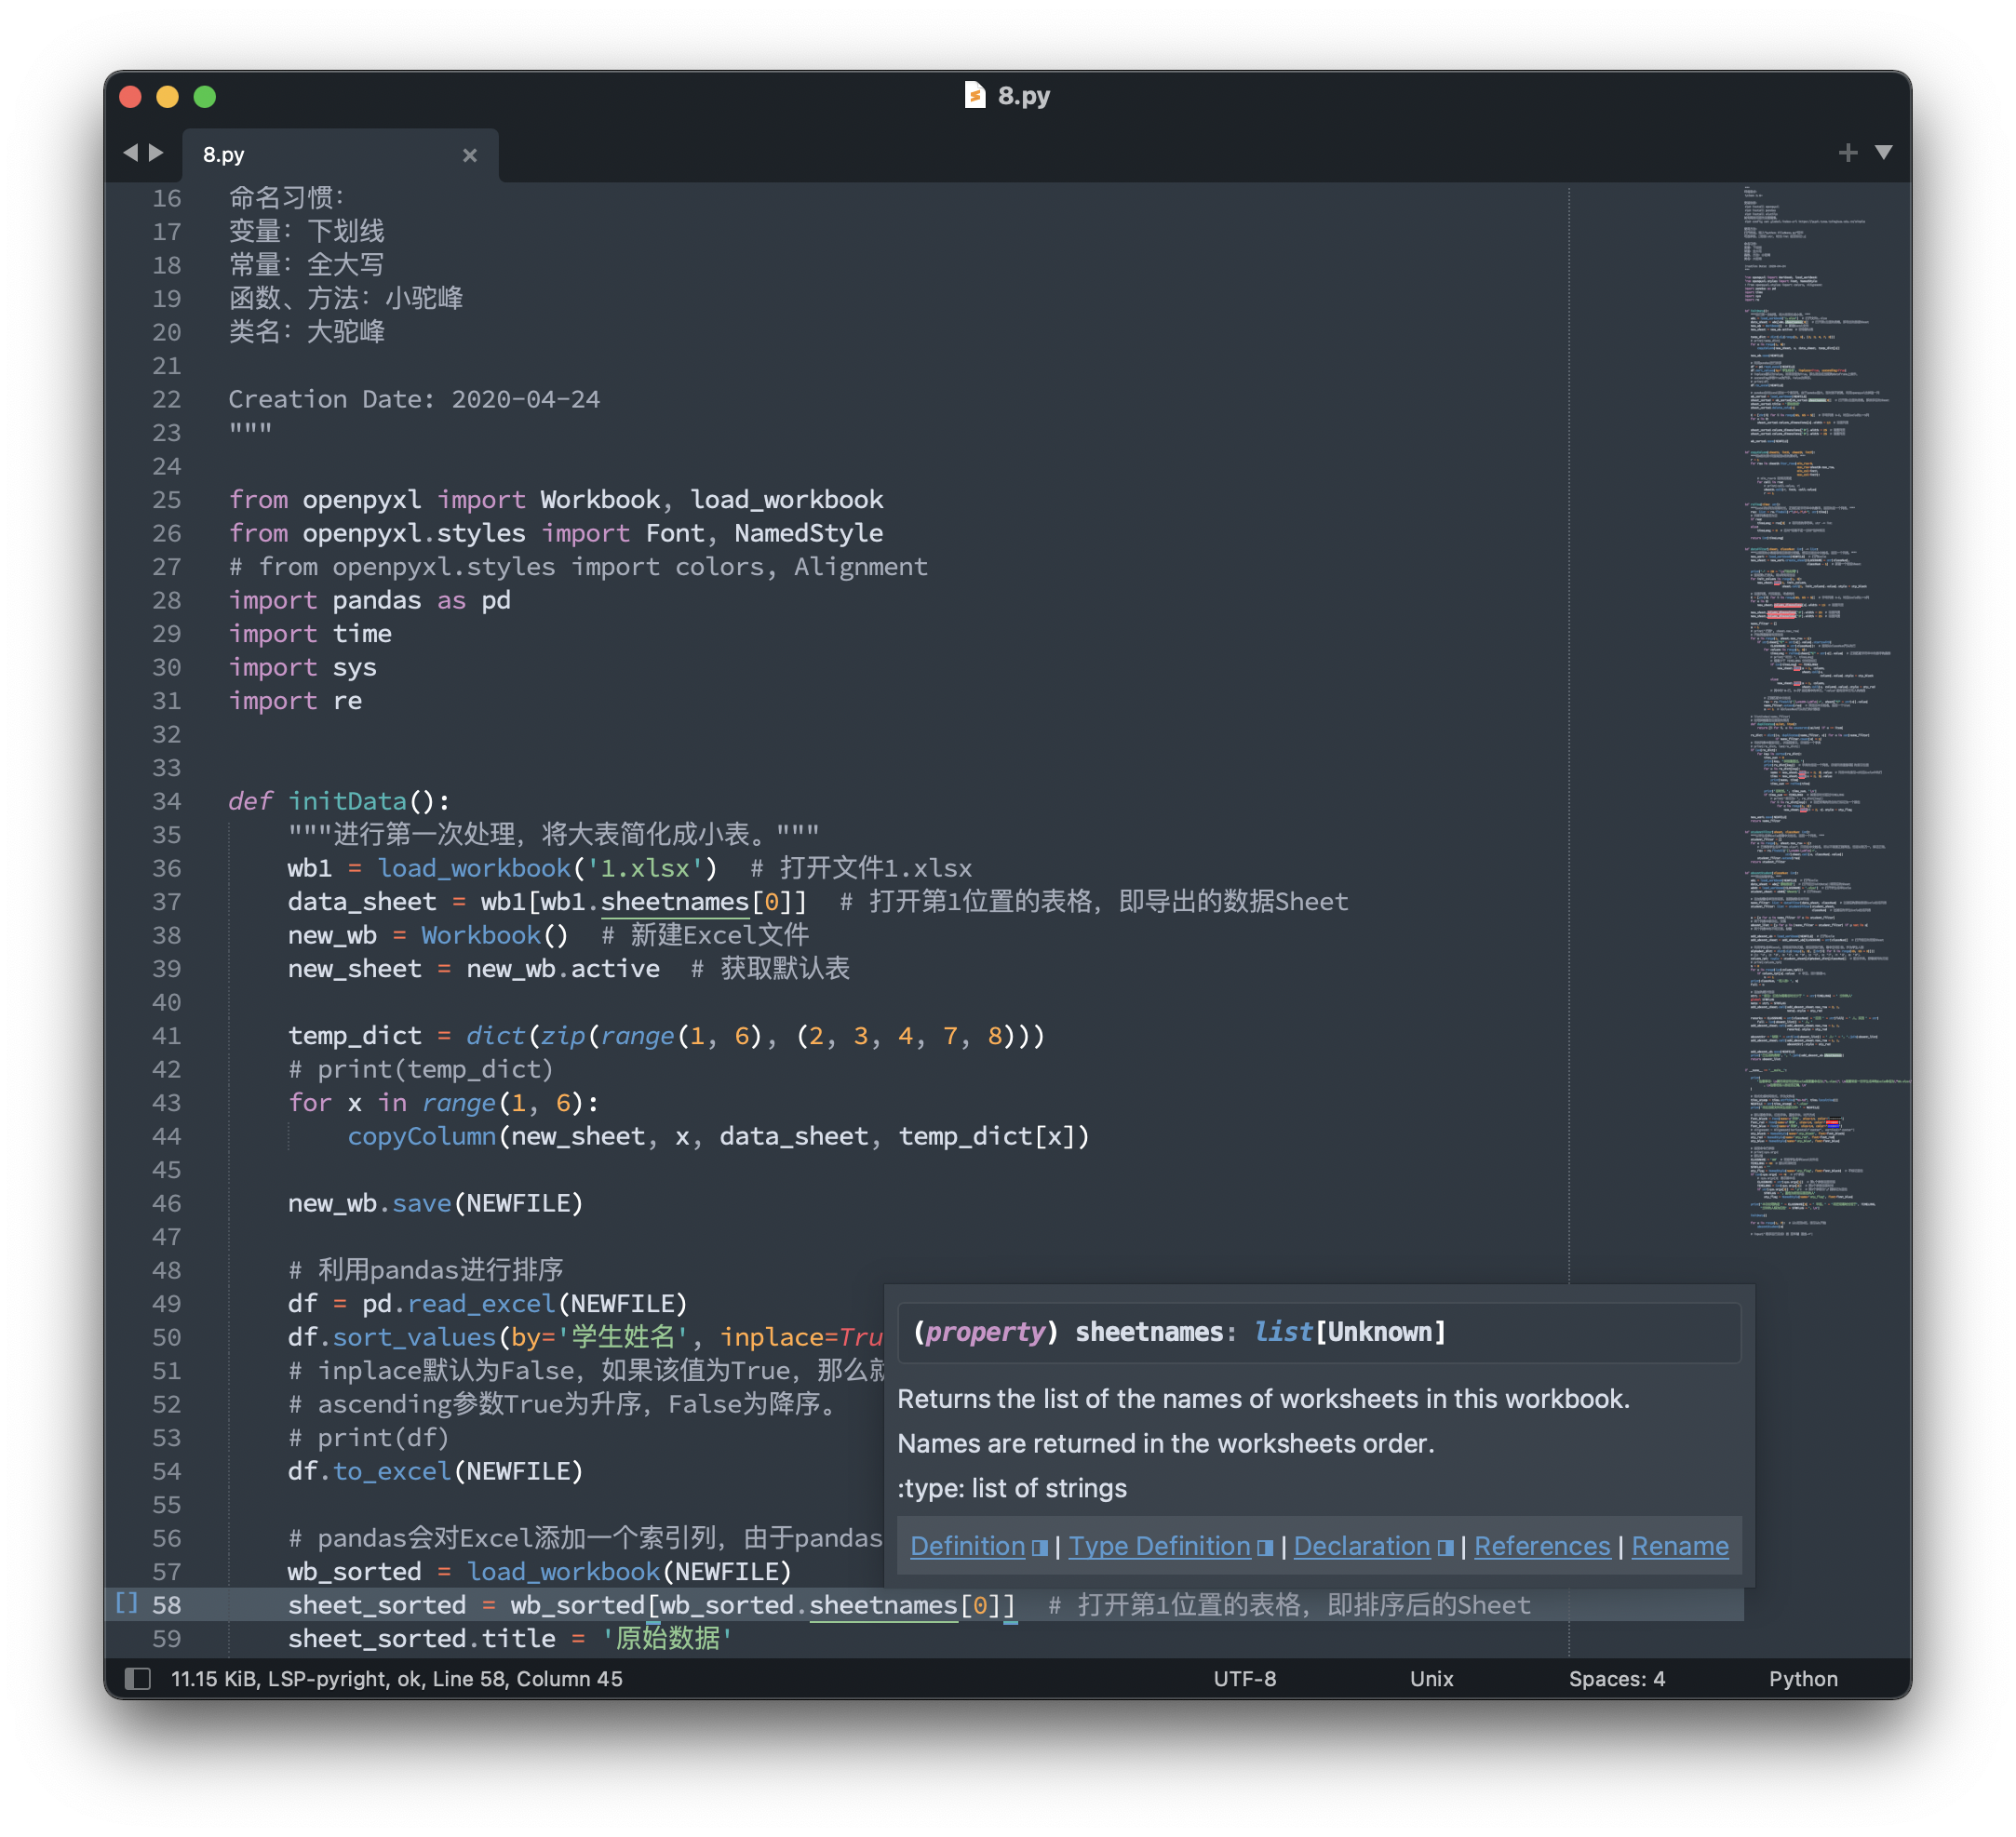 8.py
8.py
16 命名习惯：
17 变量：下划线
18 常量：全大写
19 函数、方法：小驼峰
20 类名：大驼峰
21
22 Creation Date: 2020-04-24
23 """
24
25 from openpyxl import Workbook, load_workbook
26 from openpyxl.styles import Font, NamedStyle
27 # from openpyxl.styles import colors, Alignment
28 import pandas as pd
29 import time
30 import sys
31 import re
32
33
34 def initData():
35     """进行第一次处理，将大表简化成小表。"""
36     wb1 = load_workbook('1.xlsx')  # 打开文件1.xlsx
37     data_sheet = wb1[wb1.sheetnames[0]]  # 打开第1位置的表格，即导出的数据Sheet
38     new_wb = Workbook()  # 新建Excel文件
39     new_sheet = new_wb.active  # 获取默认表
40
41     temp_dict = dict(zip(range(1, 6), (2, 3, 4, 7, 8)))
42     # print(temp_dict)
43     for x in range(1, 6):
44         copyColumn(new_sheet, x, data_sheet, temp_dict[x])
45
46     new_wb.save(NEWFILE)
47
48     # 利用pandas进行排序
49     df = pd.read_excel(NEWFILE)
50     df.sort_values(by='学生姓名', inplace=Tru
51     # inplace默认为False，如果该值为True，那么就
52     # ascending参数True为升序，False为降序。
53     # print(df)
54     df.to_excel(NEWFILE)
55
56     # pandas会对Excel添加一个索引列，由于pandas
57     wb_sorted = load_workbook(NEWFILE)
58     sheet_sorted = wb_sorted[wb_sorted.sheetnames[0]]  # 打开第1位置的表格，即排序后的Sheet
59     sheet_sorted.title = '原始数据'
(property) sheetnames: list[Unknown]
Returns the list of the names of worksheets in this workbook.
Names are returned in the worksheets order.
:type: list of strings
Definition | Type Definition | Declaration | References | Rename
11.15 KiB, LSP-pyright, ok, Line 58, Column 45 UTF-8 Unix Spaces: 4 Python